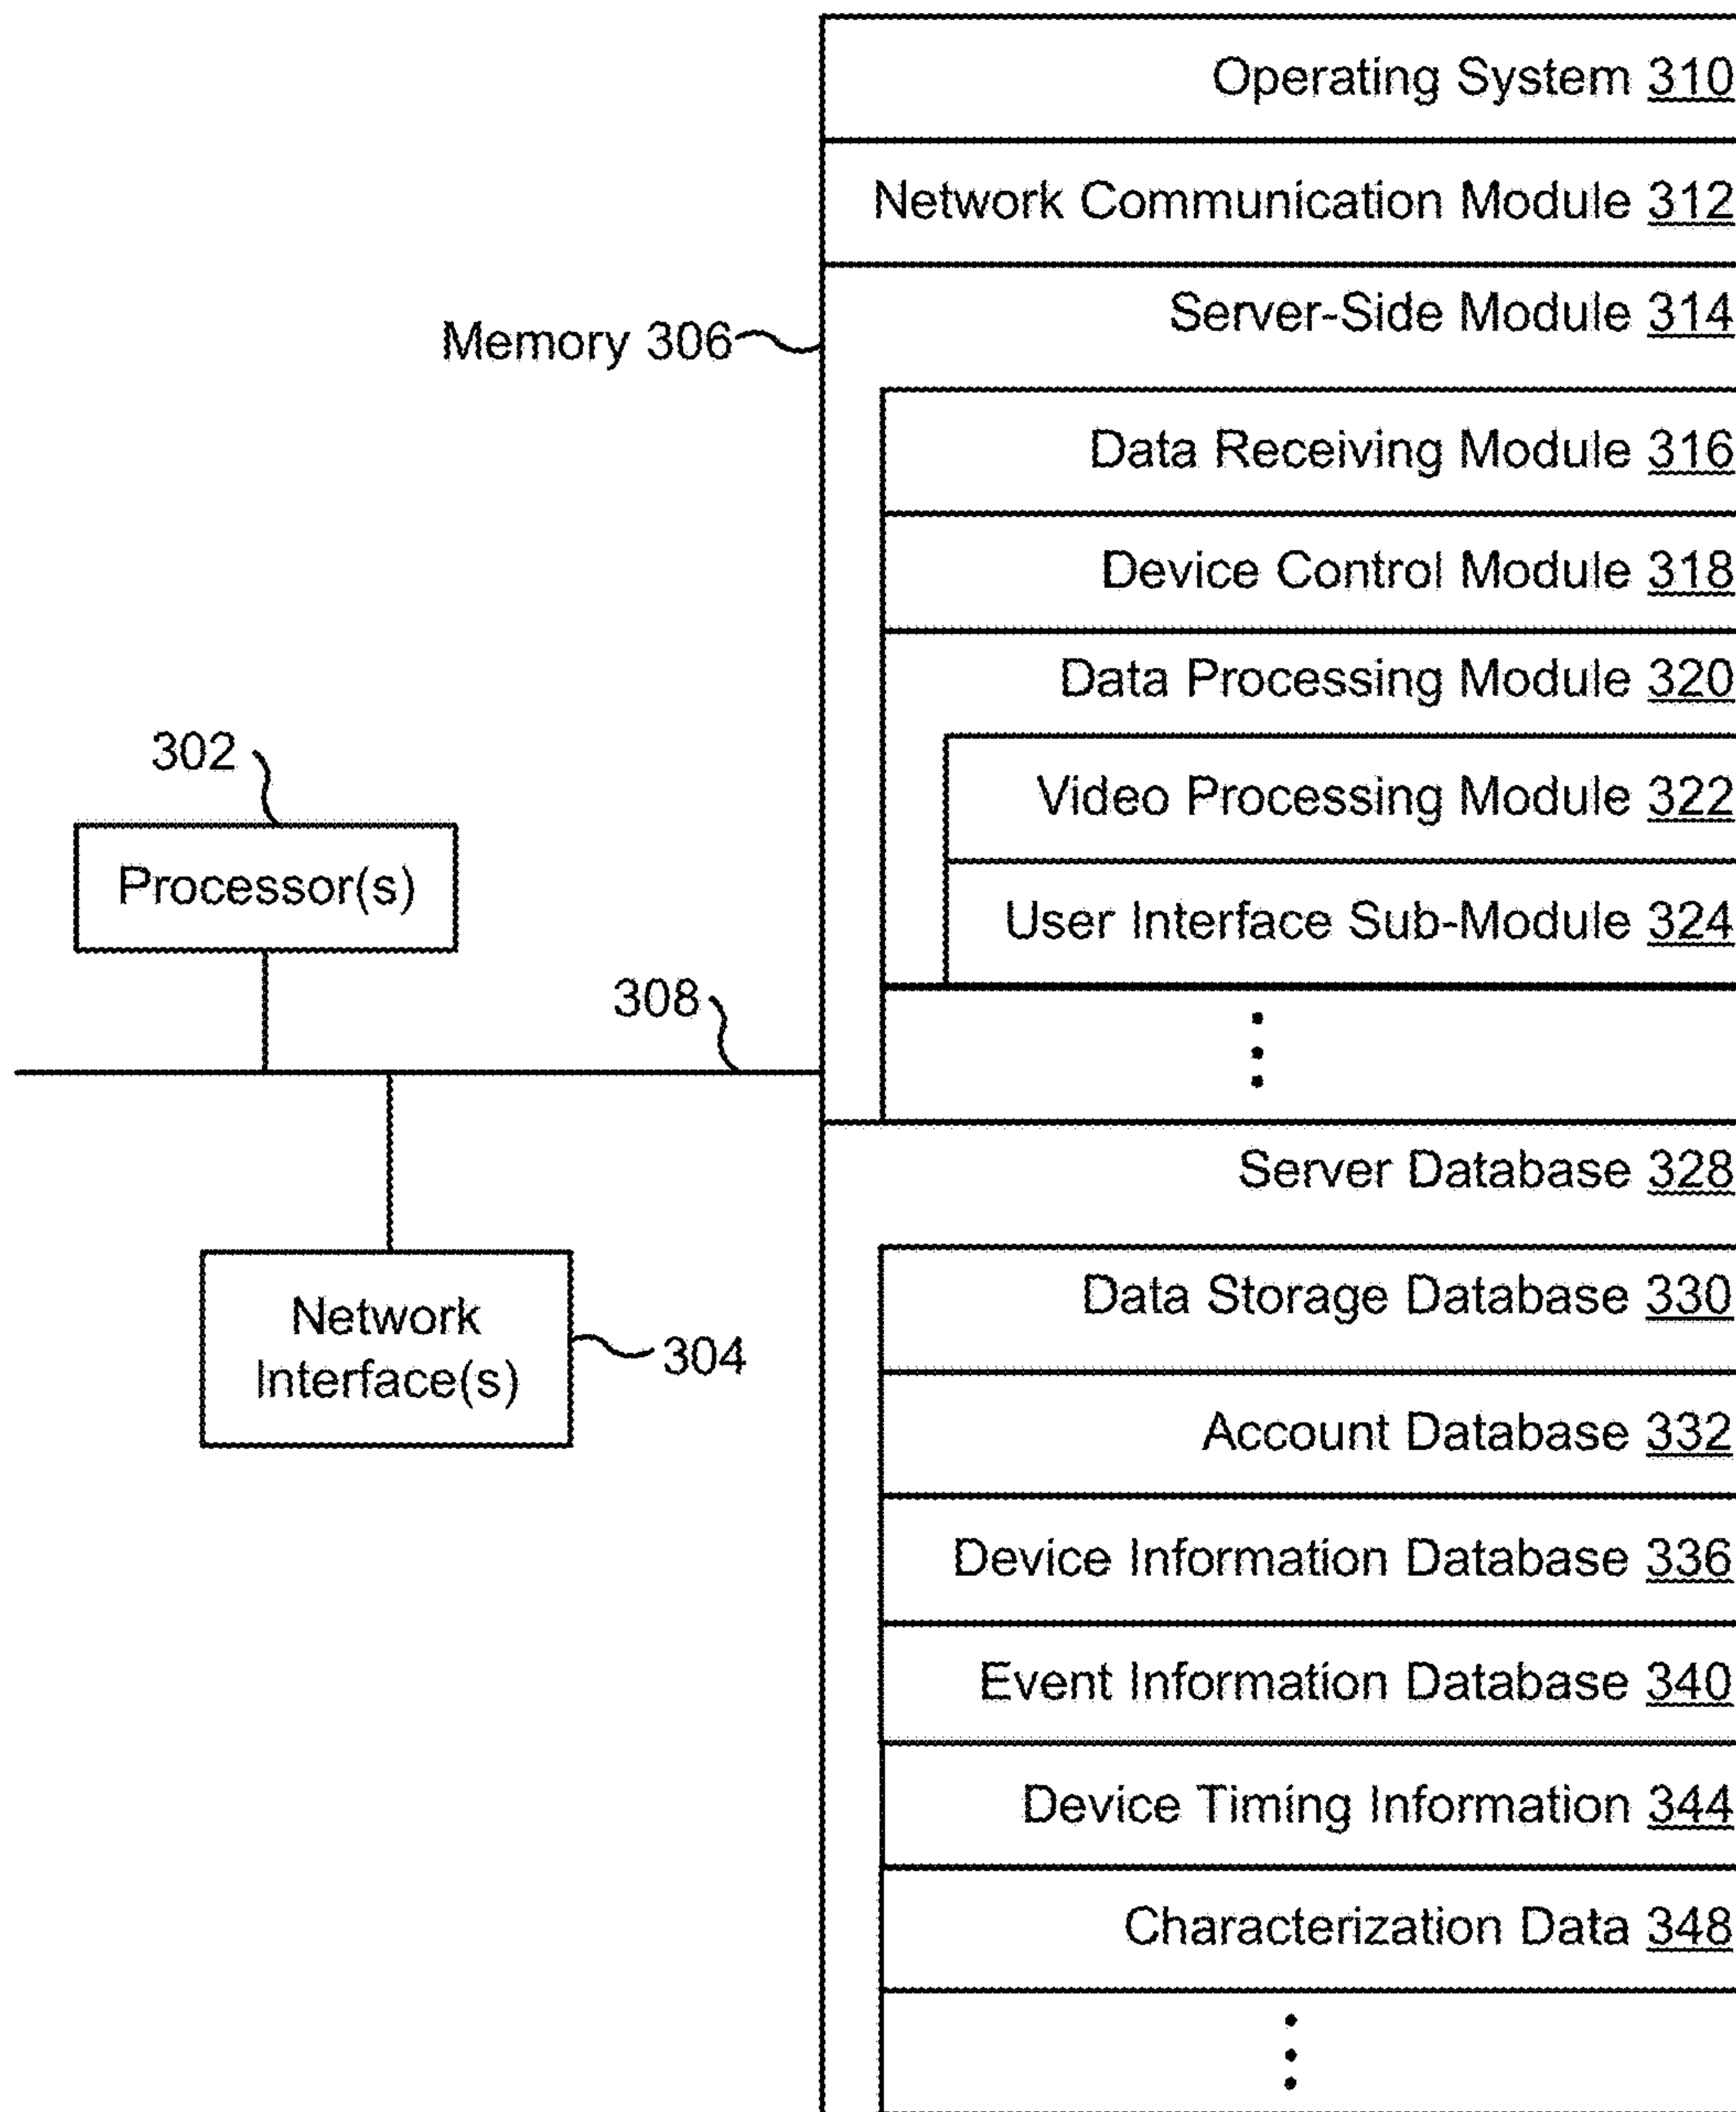 Operating System 310
Network Communication Module 312
Server-Side Module 314
Memory 306
Data Receiving Module 316
Device Control Module 318
Data Processing Module 320
Video Processing Module 322
User Interface Sub-Module 324
302
Processor(s)
308
Network
Interface(s)
304
Server Database 328
Data Storage Database 330
Account Database 332
Device Information Database 336
Event Information Database 340
Device Timing Information 344
Characterization Data 348